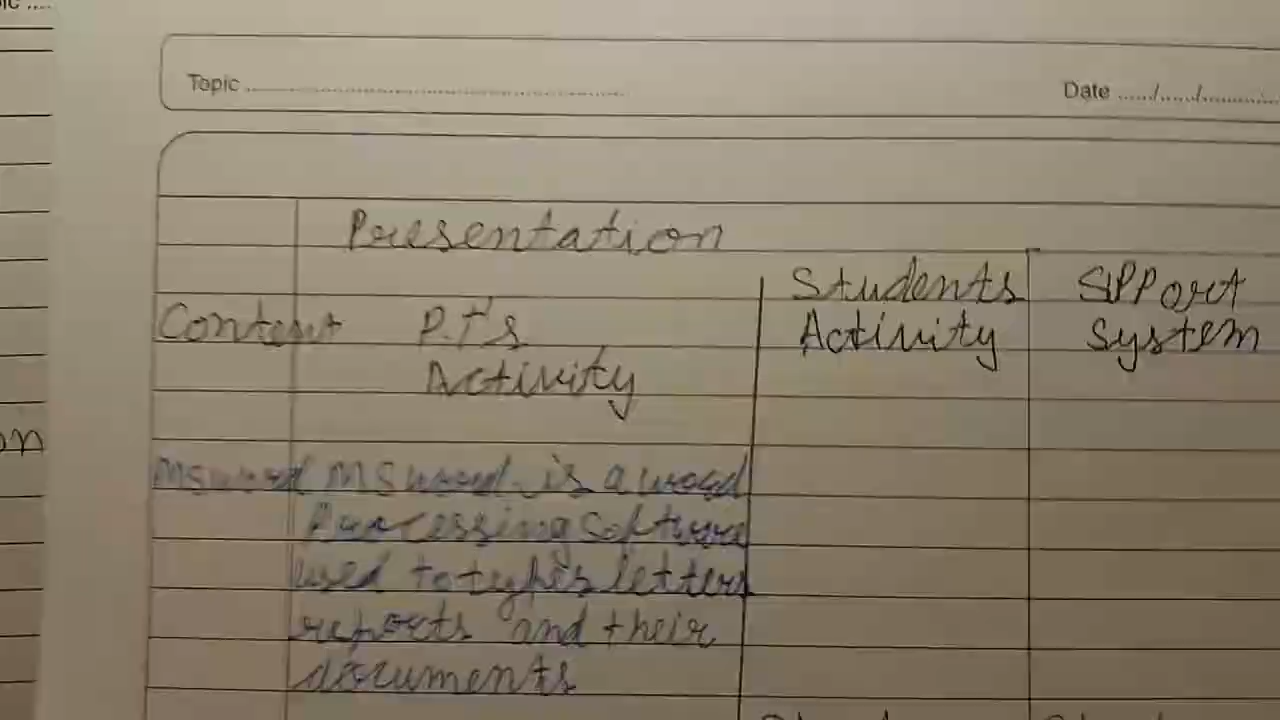 Topic
Date
Presentation
Students
Support
Content
P.T's
Activity
System
Activity
MS word
MS word is a word
Processing software
used to type letters
reports and their
documents